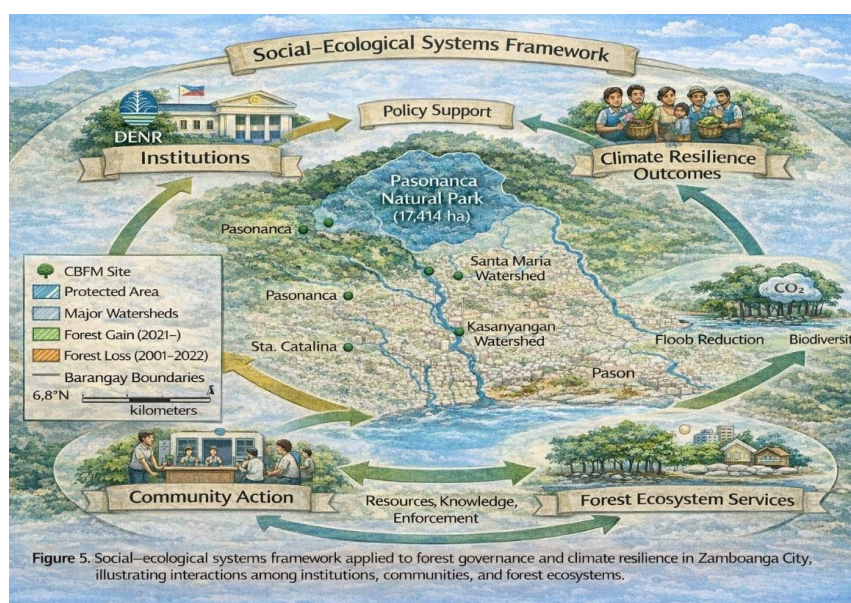 Social–Ecological Systems Framework
DENR
Institutions
Policy Support
Climate Resilience
Outcomes
Pasonanca
Natural Park
(17,414 ha)
Pasonanca
Santa Maria
Watershed
Pasonanca
Kasanyangan
Watershed
Sta. Catalina
Pason
CO₂
Floob Reduction
Biodiversit
CBFM Site
Protected Area
Major Watersheds
Forest Gain (2021–)
Forest Loss (2001–2022)
Barangay Boundaries
6,8°N
kilometers
Community Action
Resources, Knowledge,
Enforcement
Forest Ecosystem Services
Figure 5. Social–ecological systems framework applied to forest governance and climate resilience in Zamboanga City,
illustrating interactions among institutions, communities, and forest ecosystems.